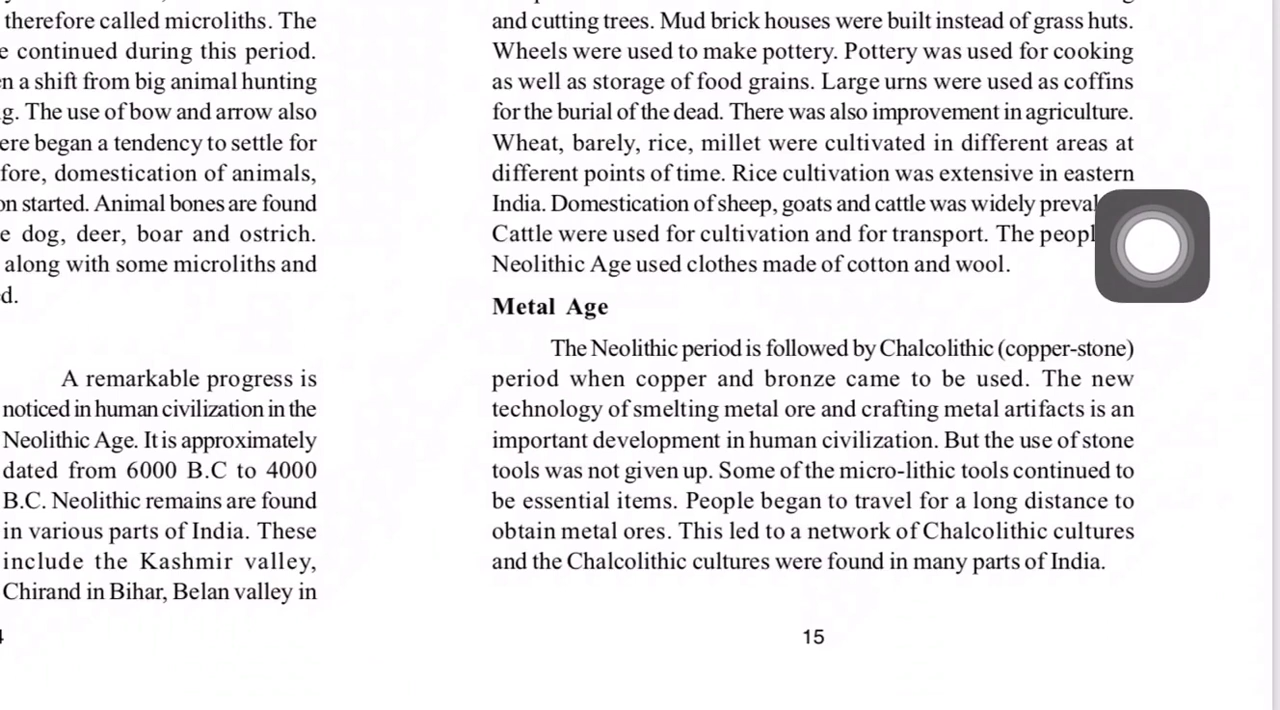 therefore called microliths. The
continued during this period.
a shift from big animal hunting
The use of bow and arrow also
began a tendency to settle for
domestication of animals,
started. Animal bones are found
dog, deer, boar and ostrich.
along with some microliths and
A remarkable progress is
noticed in human civilization in the
Neolithic Age. It is approximately
dated from 6000 B.C to 4000
B.C. Neolithic remains are found
in various parts of India. These
include the Kashmir valley,
Chirand in Bihar, Belan valley in
and cutting trees. Mud brick houses were built instead of grass huts.
Wheels were used to make pottery. Pottery was used for cooking
as well as storage of food grains. Large urns were used as coffins
for the burial of the dead. There was also improvement in agriculture.
Wheat, barely, rice, millet were cultivated in different areas at
different points of time. Rice cultivation was extensive in eastern
India. Domestication of sheep, goats and cattle was widely
Cattle were used for cultivation and for transport. The
Neolithic Age used clothes made of cotton and wool.
Metal Age
The Neolithic period is followed by Chalcolithic (copper-stone)
period when copper and bronze came to be used. The new
technology of smelting metal ore and crafting metal artifacts is an
important development in human civilization. But the use of stone
tools was not given up. Some of the micro-lithic tools continued to
be essential items. People began to travel for a long distance to
obtain metal ores. This led to a network of Chalcolithic cultures
and the Chalcolithic cultures were found in many parts of India.
15